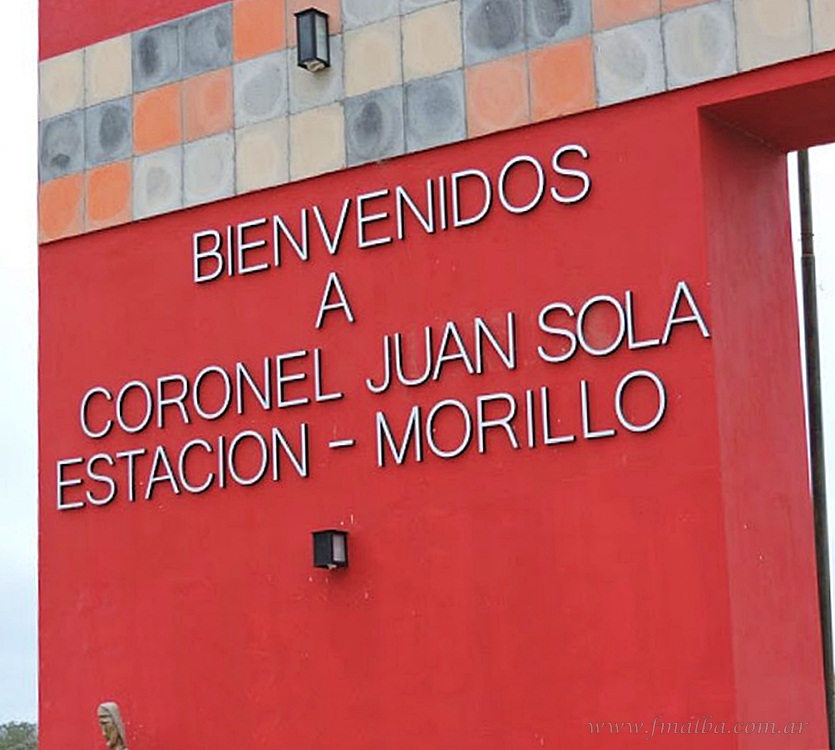 BIENVENIDOS
A
CORONEL JUAN SOLA
ESTACION - MORILLO
www.fmalba.com.ar